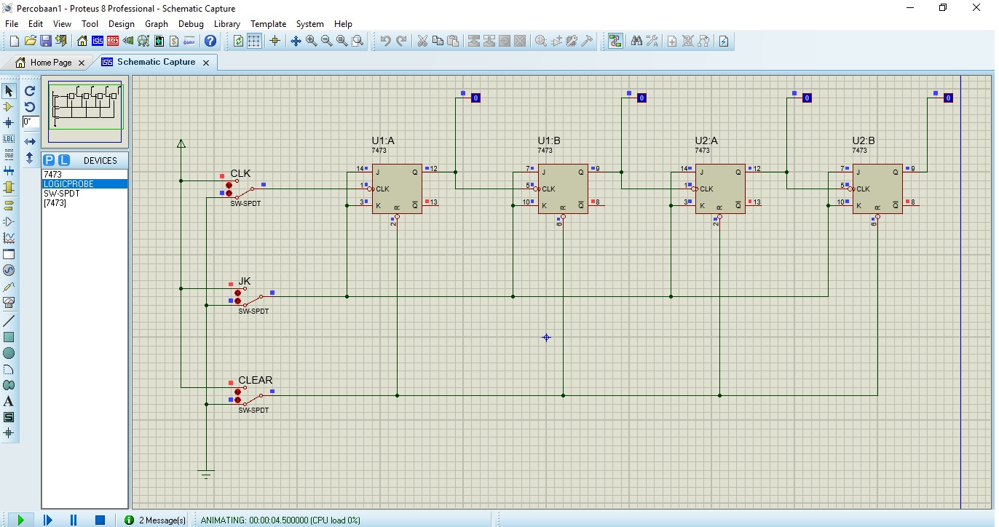 Percobaan1 - Proteus 8 Professional - Schematic Capture
File Edit View Tool Design Graph Debug Library Template System Help
Home Page
Schematic Capture
0°
P L DEVICES
7473
LOGICPROBE
SW-SPDT
[7473]
0 0 0 0
U1:A
7473
14 J Q 12
1 CLK
3 K Q 13
R
2
U1:B
7473
7 J Q 9
5 CLK
10 K Q 8
R
6
U2:A
7473
14 J Q 12
1 CLK
3 K Q 13
R
2
U2:B
7473
7 J Q 9
5 CLK
10 K Q 8
R
6
CLK
SW-SPDT
JK
SW-SPDT
CLEAR
SW-SPDT
2 Message(s)
ANIMATING: 00:00:04.500000 (CPU load 0%)